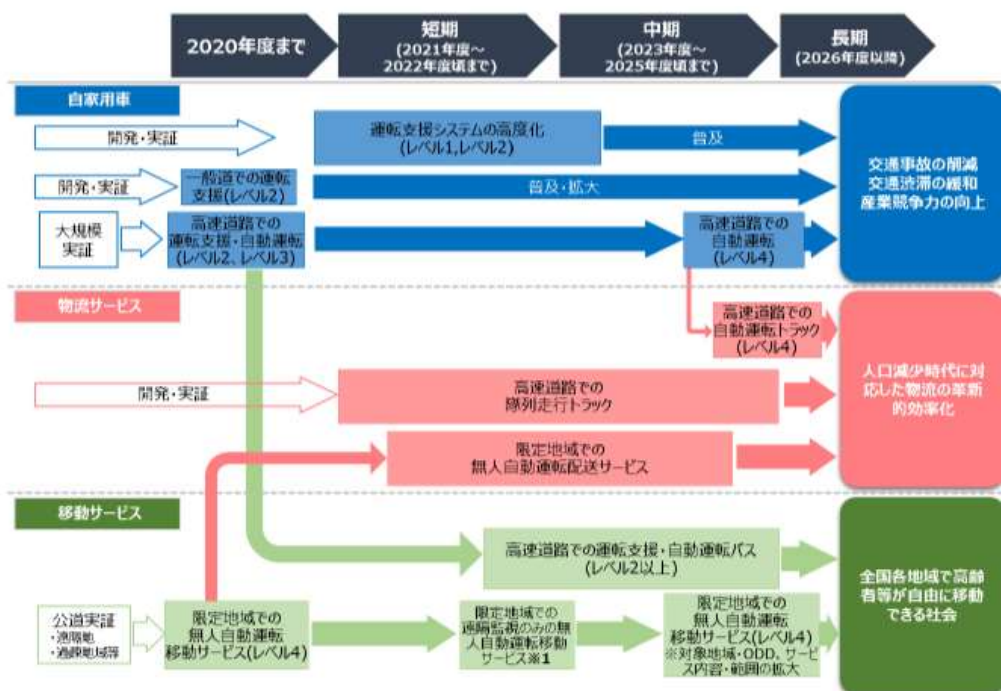 2020年度まで
短期
(2021年度～
2022年度頃まで)
中期
(2023年度～
2025年度頃まで)
長期
(2026年度以降)
自家用車
開発・実証
運転支援システムの高度化
(レベル1,レベル2)
普及
開発・実証
一般道での運転
支援(レベル2)
普及・拡大
大規模
実証
高速道路での
運転支援・自動運転
(レベル2、レベル3)
高速道路での
自動運転
(レベル4)
交通事故の削減
交通渋滞の緩和
産業競争力の向上
物流サービス
高速道路での
自動運転トラック
(レベル4)
開発・実証
高速道路での
隊列走行トラック
限定地域での
無人自動運転配送サービス
人口減少時代に対
応した物流の革新
的効率化
移動サービス
高速道路での運転支援・自動運転バス
(レベル2以上)
公道実証
・遠隔地
・過疎地域等
限定地域での
無人自動運転
移動サービス(レベル4)
限定地域での
遠隔監視のみの無
人自動運転移動
サービス※1
限定地域での
無人自動運転
移動サービス(レベル4)
※対象地域・ODD、サービ
ス内容・範囲の拡大
全国各地域で高齢
者等が自由に移動
できる社会